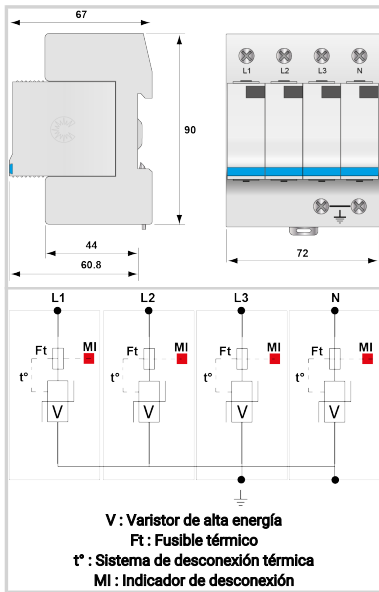 67
L1 L2 L3 N
90
44
60.8
72
L1 L2 L3 N
Ft MI Ft MI Ft MI Ft MI
t° t° t° t°
V V V V
V : Varistor de alta energía
Ft : Fusible térmico
t° : Sistema de desconexión térmica
MI : Indicador de desconexión